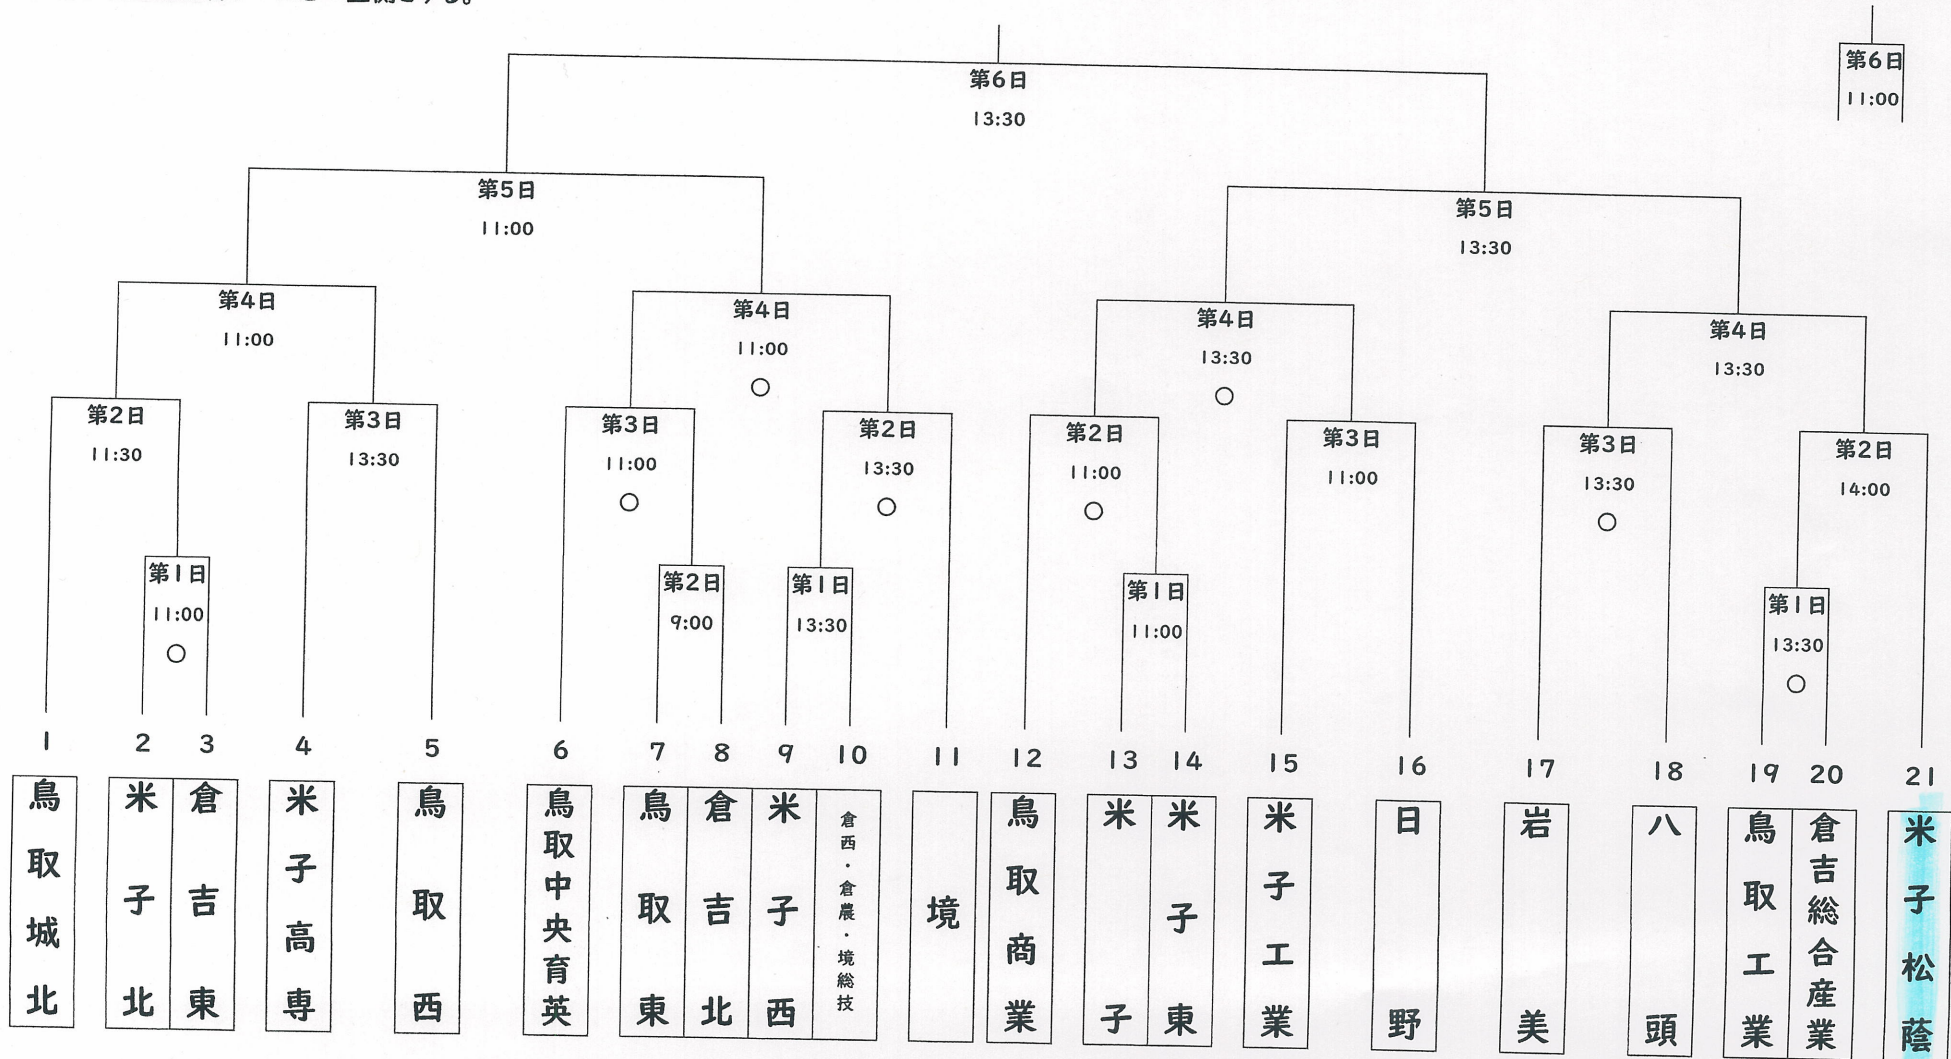 第6日
11:00
第6日
13:30
第5日
11:00
第5日
13:30
第4日
11:00
第4日
11:00
○
第4日
13:30
○
第4日
13:30
第2日
11:30
第3日
13:30
第3日
11:00
○
第2日
13:30
○
第2日
11:00
○
第3日
11:00
第3日
13:30
○
第2日
14:00
第1日
11:00
○
第2日
9:00
第1日
13:30
第1日
11:00
第1日
13:30
○
1 2 3 4 5 6 7 8 9 10 11 12 13 14 15 16 17 18 19 20 21
鳥取城北
米子北
倉吉東
米子高専
鳥取西
鳥取中央育英
鳥取東
倉吉北
米子西
倉西・倉農・境総技
境
鳥取商業
米子
米子東
米子工業
日野
岩美
八頭
鳥取工業
倉吉総合産業
米子松蔭